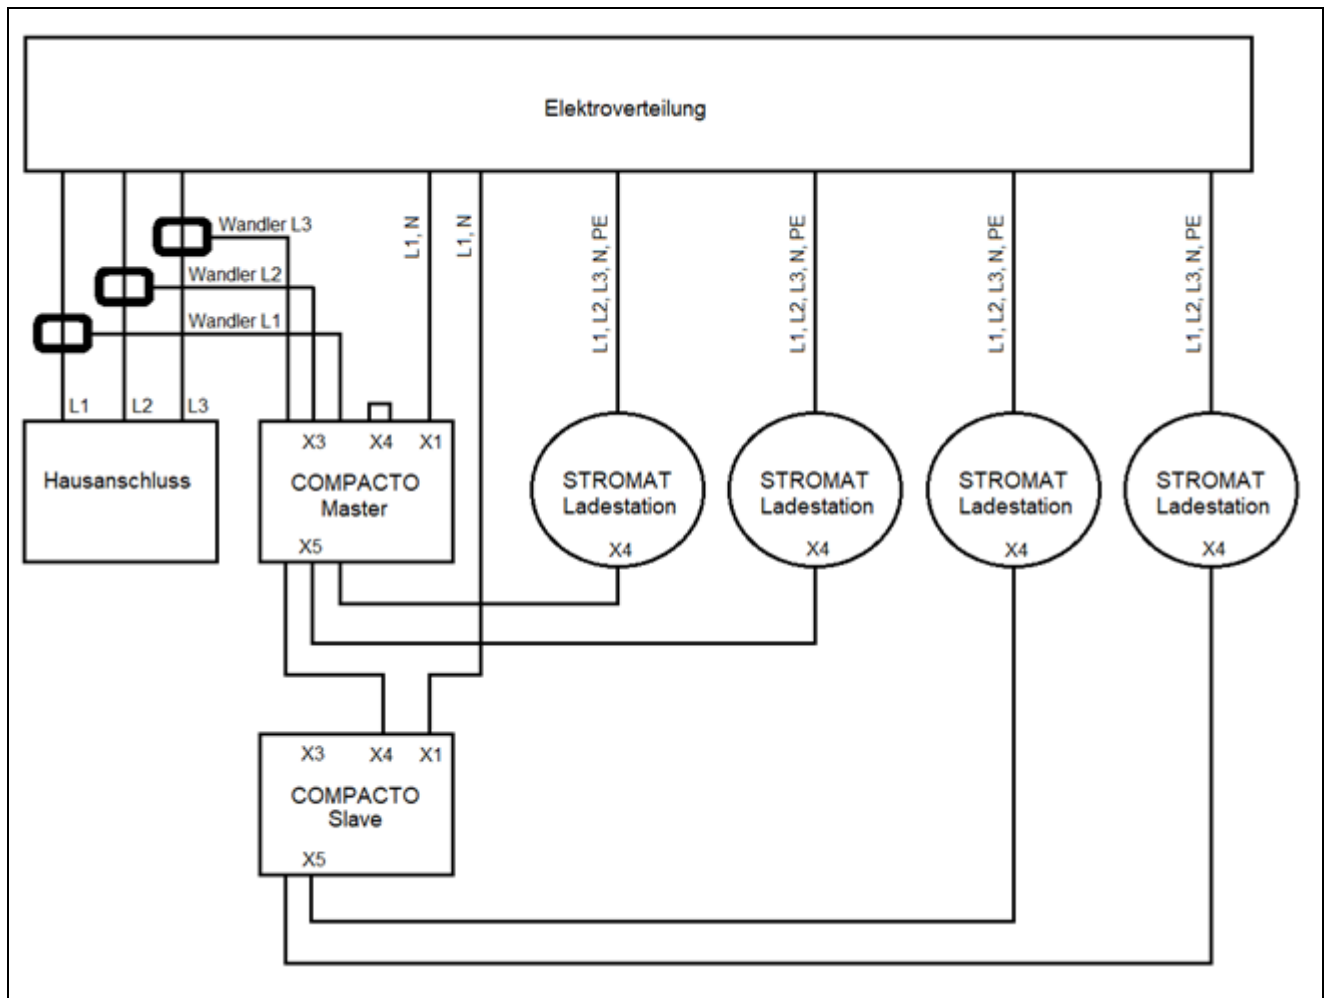 Elektroverteilung
Wandler L3
Wandler L2
Wandler L1
L1, N
L1, N
L1, L2, L3, N, PE
L1, L2, L3, N, PE
L1, L2, L3, N, PE
L1, L2, L3, N, PE
L1 L2 L3
Hausanschluss
X3 X4 X1
COMPACTO
Master
X5
STROMAT
Ladestation
X4
STROMAT
Ladestation
X4
STROMAT
Ladestation
X4
STROMAT
Ladestation
X4
X3 X4 X1
COMPACTO
Slave
X5